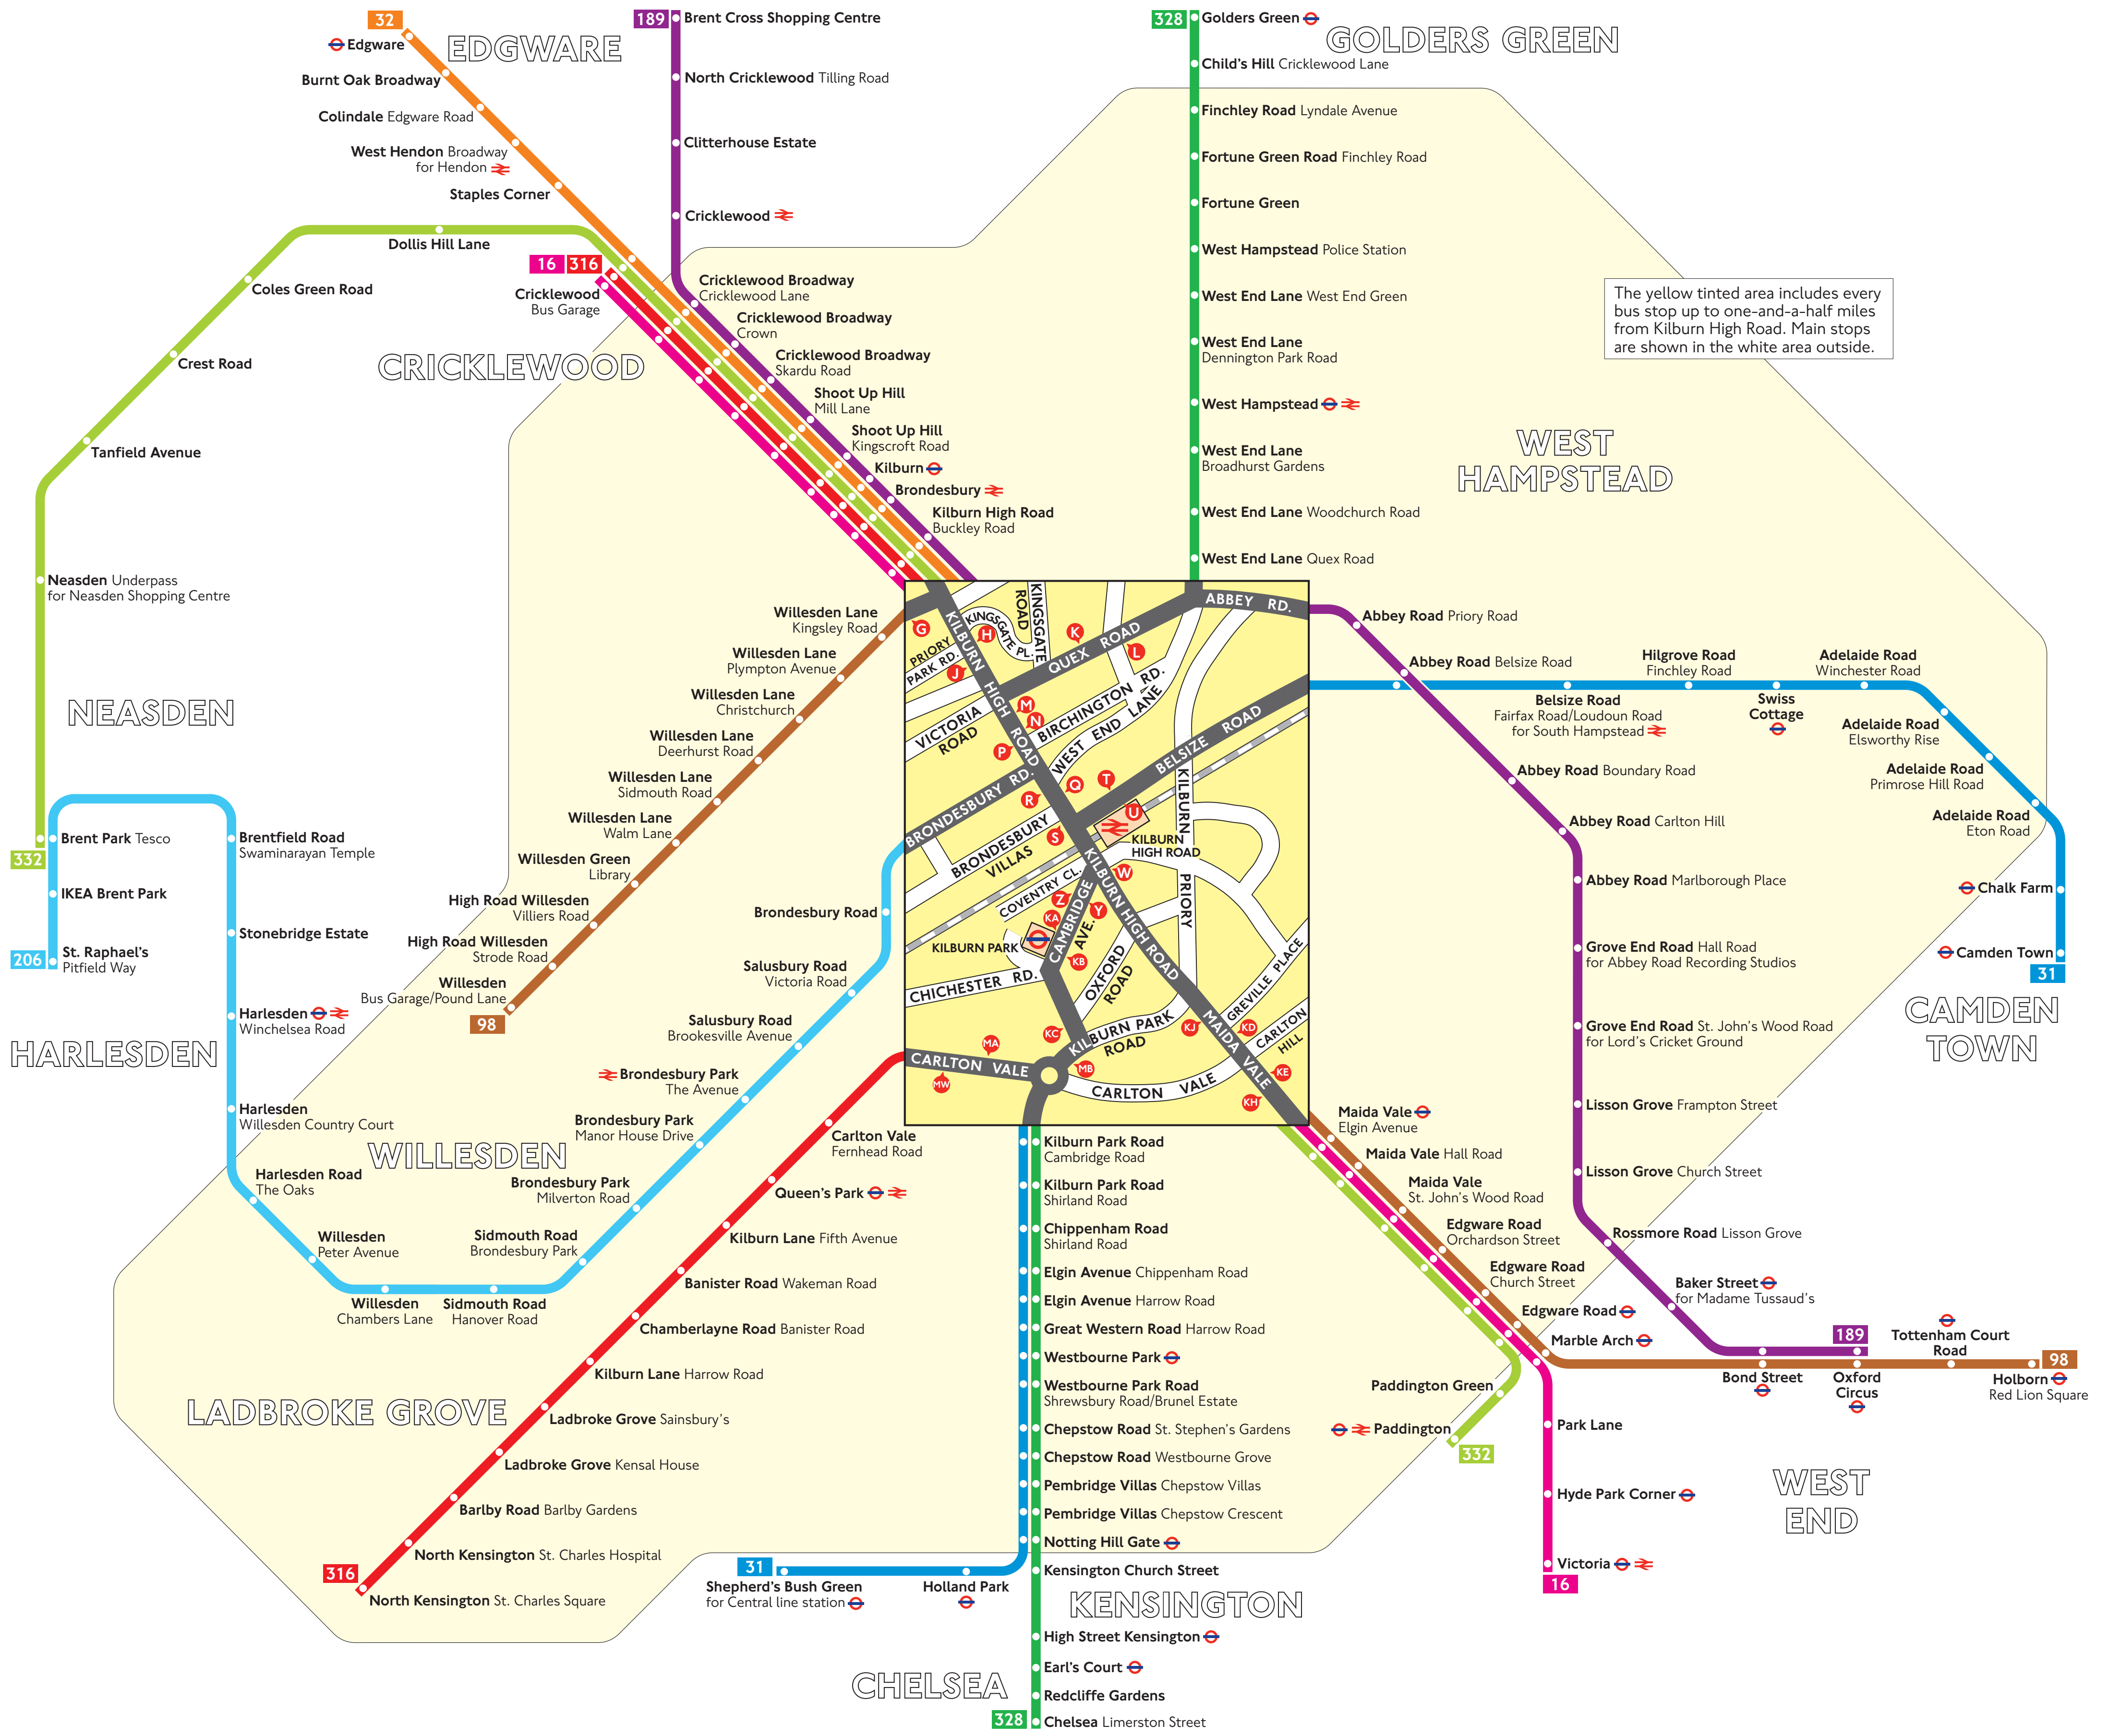 32
Edgware
EDGWARE
Burnt Oak Broadway
Colindale Edgware Road
West Hendon Broadway
for Hendon
Staples Corner
189
Brent Cross Shopping Centre
North Cricklewood Tilling Road
Clitterhouse Estate
Cricklewood
328
Golders Green
GOLDERS GREEN
Child's Hill Cricklewood Lane
Finchley Road Lyndale Avenue
Fortune Green Road Finchley Road
Fortune Green
West Hampstead Police Station
West End Lane West End Green
West End Lane
Dennington Park Road
West Hampstead
West End Lane
Broadhurst Gardens
West End Lane Woodchurch Road
West End Lane Quex Road
The yellow tinted area includes every
bus stop up to one-and-a-half miles
from Kilburn High Road. Main stops
are shown in the white area outside.
WEST
HAMPSTEAD
Dollis Hill Lane
Coles Green Road
Crest Road
Tanfield Avenue
Neasden Underpass
for Neasden Shopping Centre
NEASDEN
16
316
Cricklewood
Bus Garage
CRICKLEWOOD
Cricklewood Broadway
Cricklewood Lane
Cricklewood Broadway
Crown
Cricklewood Broadway
Skardu Road
Shoot Up Hill
Mill Lane
Shoot Up Hill
Kingscroft Road
Kilburn
Brondesbury
Kilburn High Road
Buckley Road
Willesden Lane
Kingsley Road
Willesden Lane
Plympton Avenue
Willesden Lane
Christchurch
Willesden Lane
Deerhurst Road
Willesden Lane
Sidmouth Road
Willesden Lane
Walm Lane
Willesden Green
Library
High Road Willesden
Villiers Road
High Road Willesden
Strode Road
Willesden
Bus Garage/Pound Lane
98
Brent Park Tesco
332
IKEA Brent Park
206
St. Raphael's
Pitfield Way
Brentfield Road
Swaminarayan Temple
Stonebridge Estate
Harlesden
Winchelsea Road
HARLESDEN
Harlesden
Willesden Country Court
WILLESDEN
Harlesden Road
The Oaks
Willesden
Peter Avenue
Willesden
Chambers Lane
Sidmouth Road
Hanover Road
Sidmouth Road
Brondesbury Park
Brondesbury Park
Milverton Road
Brondesbury Park
Manor House Drive
Brondesbury Park
The Avenue
Salusbury Road
Brookesville Avenue
Salusbury Road
Victoria Road
Brondesbury Road
KILBURN HIGH ROAD
KINGSGATE PL.
KINGSGATE
ROAD
PRIORY
PARK RD.
QUEX ROAD
ABBEY RD.
VICTORIA
ROAD
BIRCHINGTON RD.
WEST END LANE
BELSIZE ROAD
BRONDESBURY RD.
BRONDESBURY
VILLAS
COVENTRY CL.
KILBURN
HIGH ROAD
KILBURN PRIORY
KILBURN PARK
CAMBRIDGE
AVE.
KILBURN HIGH ROAD
CHICHESTER RD.
OXFORD
ROAD
GREVILLE PLACE
KILBURN PARK
ROAD
CARLTON
HILL
MAIDA VALE
CARLTON VALE
CARLTON VALE
G
H
J
K
L
M
N
P
Q
R
S
T
U
W
Y
Z
KA
KB
KC
KD
KE
KH
KJ
MA
MB
MW
Abbey Road Priory Road
Abbey Road Belsize Road
Hilgrove Road
Finchley Road
Adelaide Road
Winchester Road
Belsize Road
Fairfax Road/Loudoun Road
for South Hampstead
Swiss
Cottage
Adelaide Road
Elsworthy Rise
Adelaide Road
Primrose Hill Road
Adelaide Road
Eton Road
Chalk Farm
Camden Town
31
CAMDEN
TOWN
Abbey Road Boundary Road
Abbey Road Carlton Hill
Abbey Road Marlborough Place
Grove End Road Hall Road
for Abbey Road Recording Studios
Grove End Road St. John's Wood Road
for Lord's Cricket Ground
Lisson Grove Frampton Street
Lisson Grove Church Street
Rossmore Road Lisson Grove
Baker Street
for Madame Tussaud's
189
Bond Street
Oxford
Circus
Tottenham Court
Road
98
Holborn
Red Lion Square
Maida Vale
Elgin Avenue
Maida Vale Hall Road
Maida Vale
St. John's Wood Road
Edgware Road
Orchardson Street
Edgware Road
Church Street
Edgware Road
Marble Arch
Paddington Green
Paddington
332
Park Lane
Hyde Park Corner
Victoria
16
WEST
END
Carlton Vale
Fernhead Road
Queen's Park
Kilburn Lane Fifth Avenue
Banister Road Wakeman Road
Chamberlayne Road Banister Road
Kilburn Lane Harrow Road
LADBROKE GROVE
Ladbroke Grove Sainsbury's
Ladbroke Grove Kensal House
Barlby Road Barlby Gardens
North Kensington St. Charles Hospital
316
North Kensington St. Charles Square
Kilburn Park Road
Cambridge Road
Kilburn Park Road
Shirland Road
Chippenham Road
Shirland Road
Elgin Avenue Chippenham Road
Elgin Avenue Harrow Road
Great Western Road Harrow Road
Westbourne Park
Westbourne Park Road
Shrewsbury Road/Brunel Estate
Chepstow Road St. Stephen's Gardens
Chepstow Road Westbourne Grove
Pembridge Villas Chepstow Villas
Pembridge Villas Chepstow Crescent
Notting Hill Gate
31
Shepherd's Bush Green
for Central line station
Holland Park
Kensington Church Street
KENSINGTON
High Street Kensington
Earl's Court
CHELSEA
Redcliffe Gardens
328
Chelsea Limerston Street